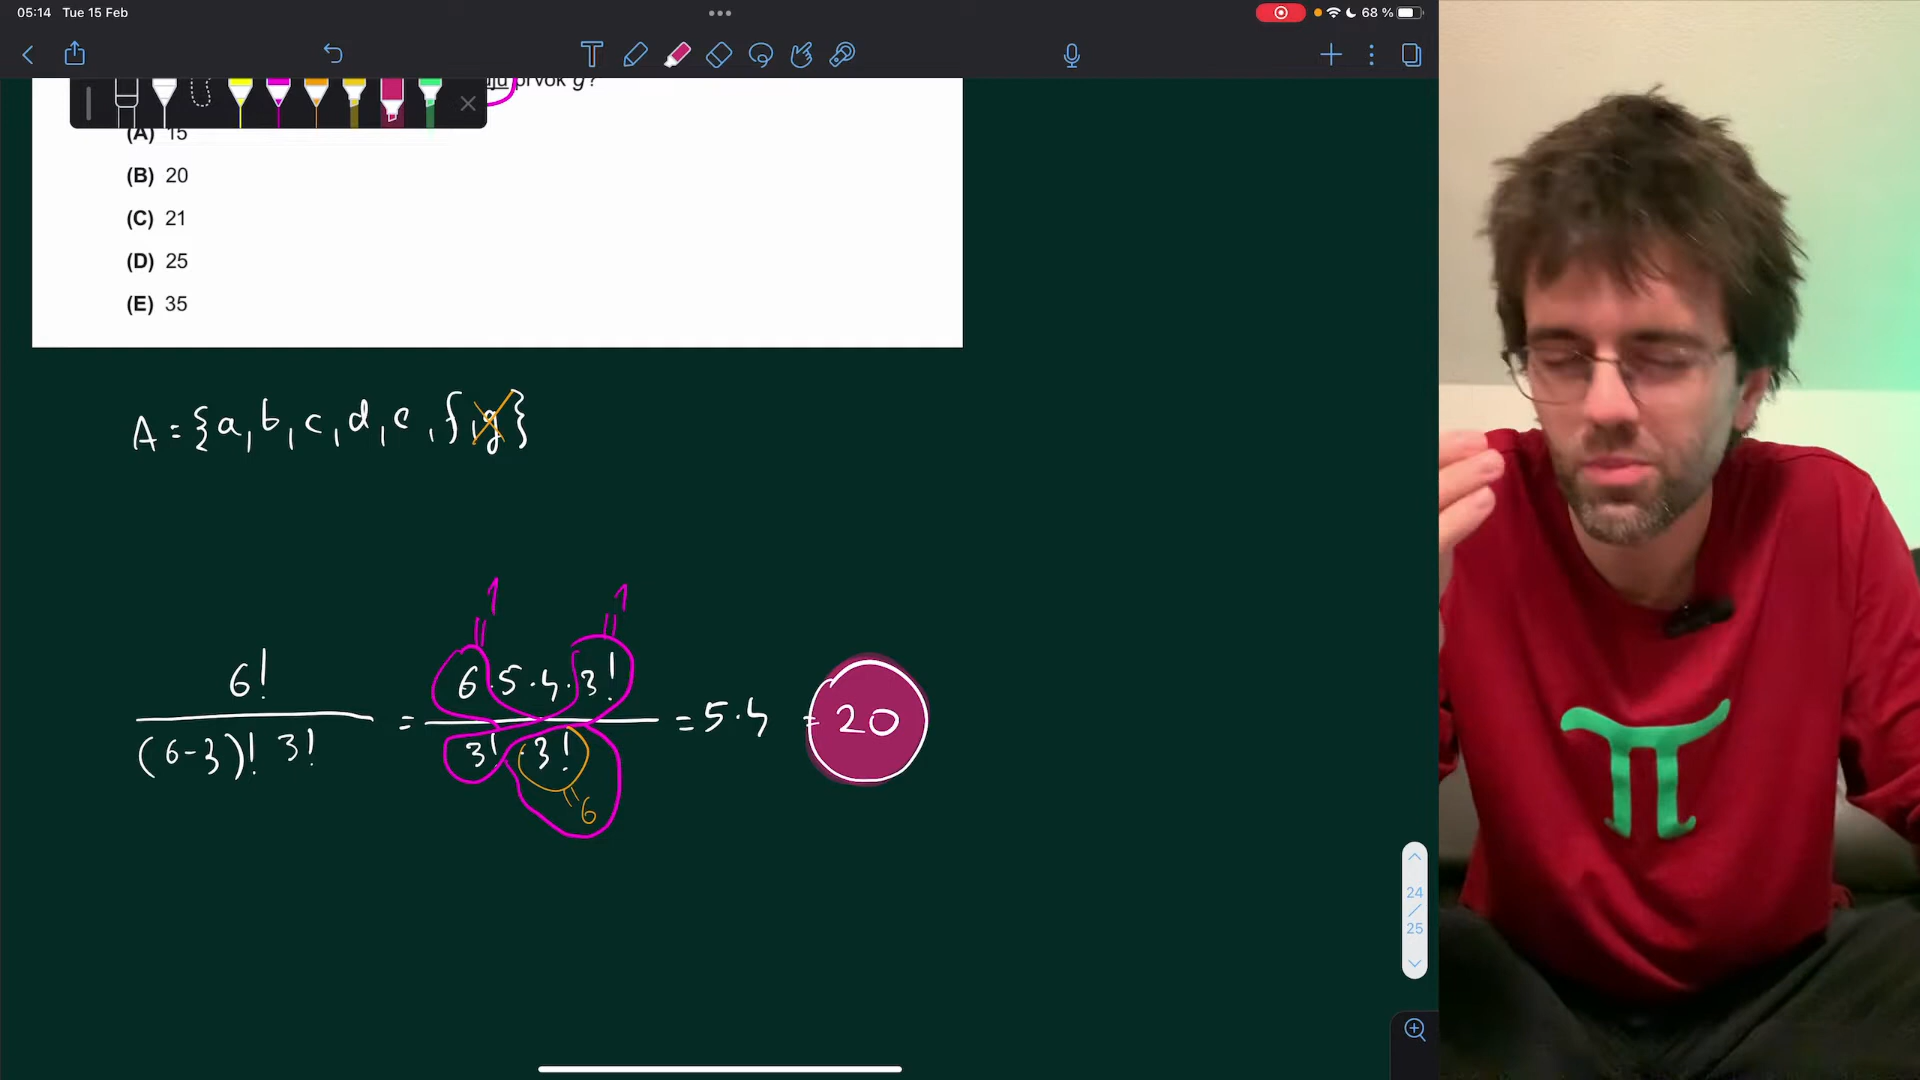 05:14 Tue 15 Feb 68 %
prvok g?
(A) 15
(B) 20
(C) 21
(D) 25
(E) 35
A = {a, b, c, d, e, f, g}
1 1
6! / (6-3)! 3! = 6·5·4·3! / 3!·3! = 5·4 = 20
6
π
24
/
25